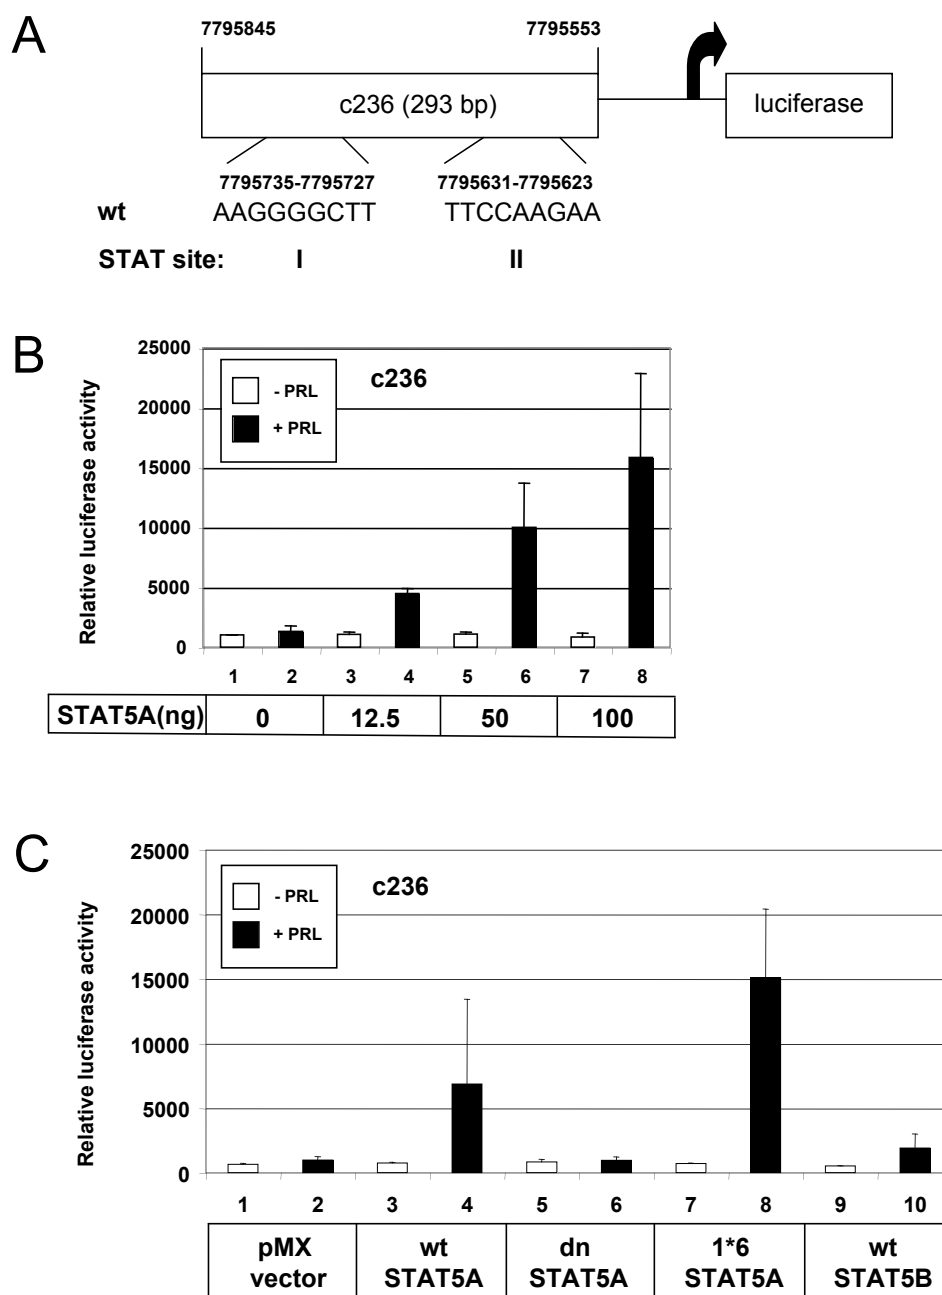 A
7795845 7795553
c236 (293 bp) luciferase
7795735-7795727 7795631-7795623
wt AAGGGGCTT TTCCAAGAA
STAT site: I II
B
Relative luciferase activity
25000
20000
15000
10000
5000
0
- PRL
+ PRL
c236
1 2 3 4 5 6 7 8
STAT5A(ng) 0 12.5 50 100
C
Relative luciferase activity
25000
20000
15000
10000
5000
0
- PRL
+ PRL
c236
1 2 3 4 5 6 7 8 9 10
pMX wt dn 1*6 wt
vector STAT5A STAT5A STAT5A STAT5B